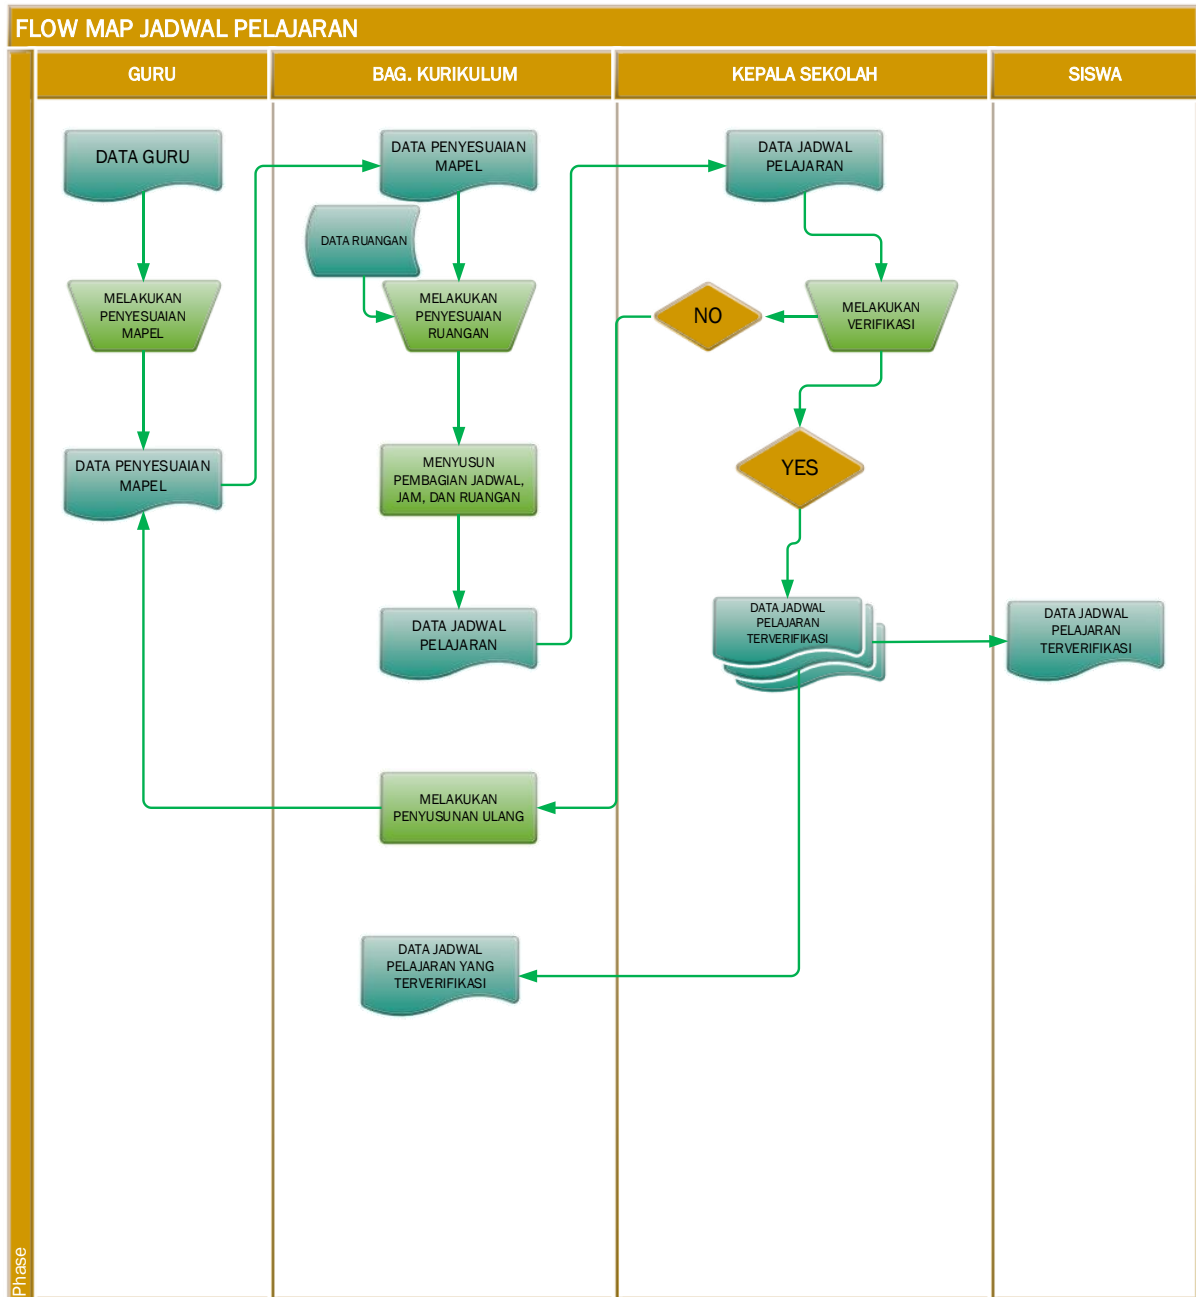 FLOW MAP JADWAL PELAJARAN
GURU
BAG. KURIKULUM
KEPALA SEKOLAH
SISWA
DATA GURU
MELAKUKAN
PENYESUAIAN
MAPEL
DATA PENYESUAIAN
MAPEL
DATA PENYESUAIAN
MAPEL
DATA RUANGAN
MELAKUKAN
PENYESUAIAN
RUANGAN
MENYUSUN
PEMBAGIAN JADWAL,
JAM, DAN RUANGAN
DATA JADWAL
PELAJARAN
MELAKUKAN
PENYUSUNAN ULANG
DATA JADWAL
PELAJARAN YANG
TERVERIFIKASI
DATA JADWAL
PELAJARAN
MELAKUKAN
VERIFIKASI
NO
YES
DATA JADWAL
PELAJARAN
TERVERIFIKASI
DATA JADWAL
PELAJARAN
TERVERIFIKASI
Phase